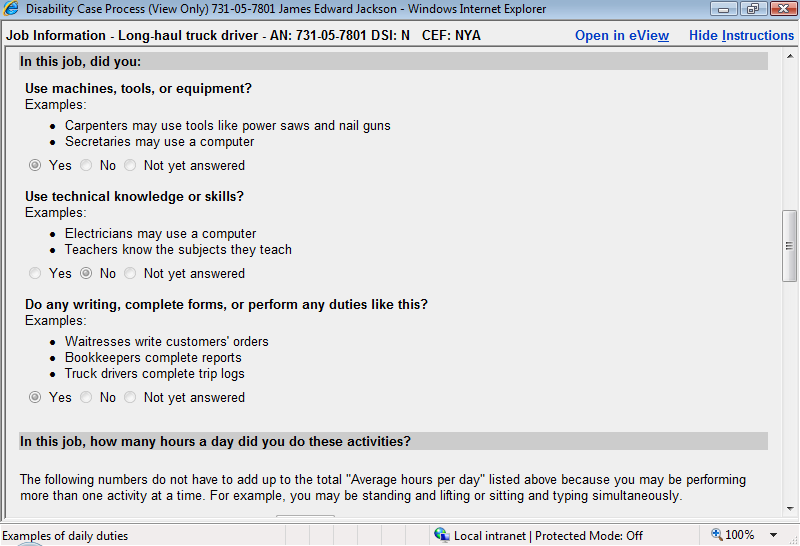 Disability Case Process (View Only) 731-05-7801 James Edward Jackson - Windows Internet Explorer
Job Information - Long-haul truck driver - AN: 731-05-7801 DSI: N CEF: NYA Open in eView Hide Instructions
In this job, did you:
Use machines, tools, or equipment?
Examples:
• Carpenters may use tools like power saws and nail guns
• Secretaries may use a computer
Yes No Not yet answered
Use technical knowledge or skills?
Examples:
• Electricians may use a computer
• Teachers know the subjects they teach
Yes No Not yet answered
Do any writing, complete forms, or perform any duties like this?
Examples:
• Waitresses write customers' orders
• Bookkeepers complete reports
• Truck drivers complete trip logs
Yes No Not yet answered
In this job, how many hours a day did you do these activities?
The following numbers do not have to add up to the total "Average hours per day" listed above because you may be performing
more than one activity at a time. For example, you may be standing and lifting or sitting and typing simultaneously.
Examples of daily duties Local intranet | Protected Mode: Off 100%